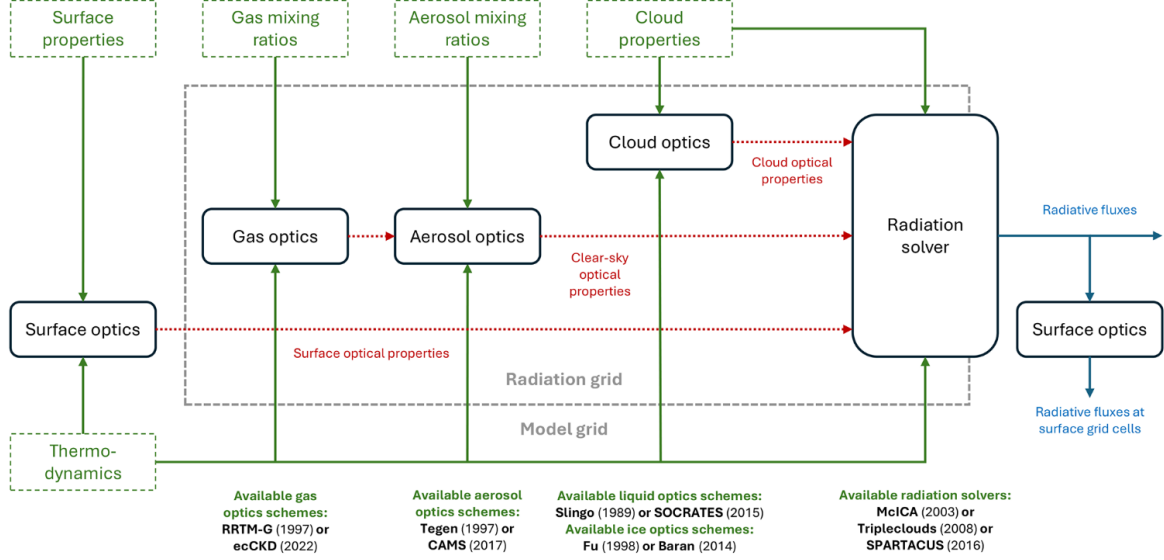 Surface
properties
Gas mixing
ratios
Aerosol mixing
ratios
Cloud
properties
Cloud optics
Cloud optical
properties
Gas optics
Aerosol optics
Clear-sky
optical
properties
Radiation
solver
Radiative fluxes
Surface optics
Surface optical properties
Surface optics
Radiation grid
Model grid
Radiative fluxes at
surface grid cells
Thermo-
dynamics
Available gas
optics schemes:
RRTM-G (1997) or
ecCKD (2022)
Available aerosol
optics schemes:
Tegen (1997) or
CAMS (2017)
Available liquid optics schemes:
Slingo (1989) or SOCRATES (2015)
Available ice optics schemes:
Fu (1998) or Baran (2014)
Available radiation solvers:
McICA (2003) or
Tripleclouds (2008) or
SPARTACUS (2016)